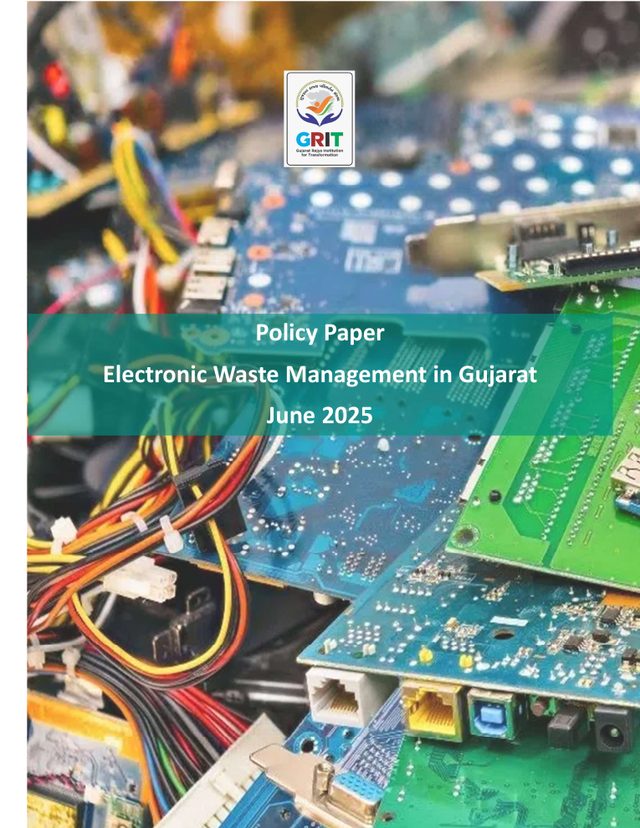 GRIT
Gujarat Rajya Institution
for Transformation
Policy Paper
Electronic Waste Management in Gujarat
June 2025